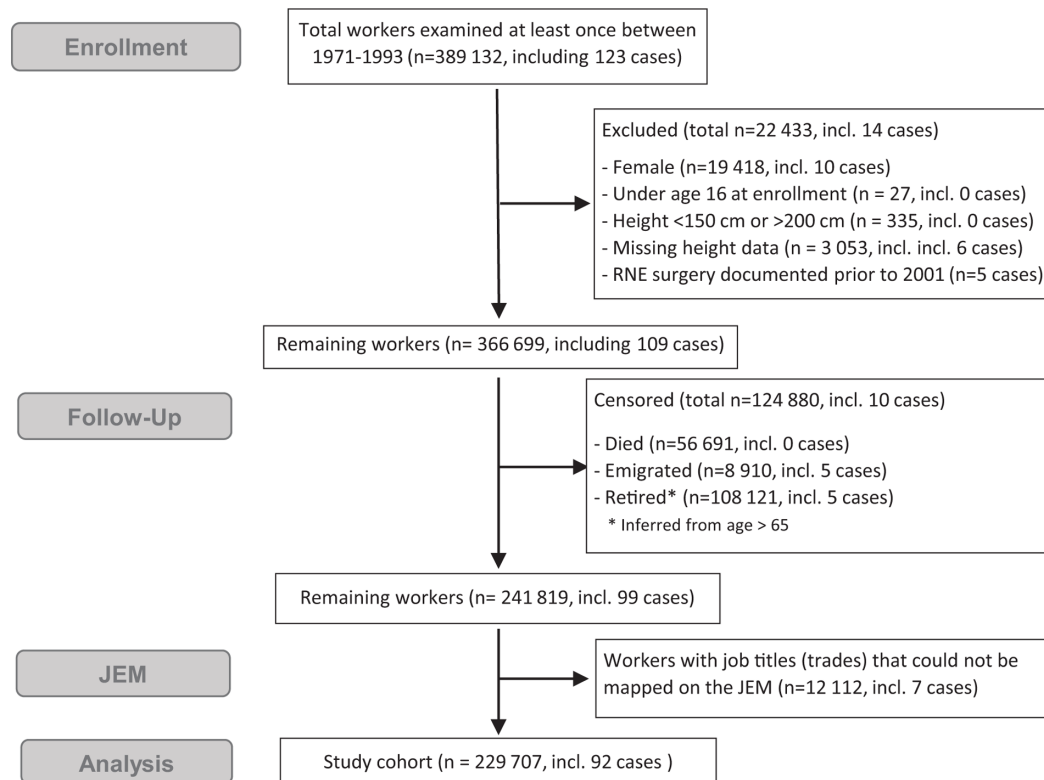 Enrollment
Total workers examined at least once between
1971-1993 (n=389 132, including 123 cases)
Excluded (total n=22 433, incl. 14 cases)
- Female (n=19 418, incl. 10 cases)
- Under age 16 at enrollment (n = 27, incl. 0 cases)
- Height <150 cm or >200 cm (n = 335, incl. 0 cases)
- Missing height data (n = 3 053, incl. incl. 6 cases)
- RNE surgery documented prior to 2001 (n=5 cases)
Remaining workers (n= 366 699, including 109 cases)
Follow-Up
Censored (total n=124 880, incl. 10 cases)
- Died (n=56 691, incl. 0 cases)
- Emigrated (n=8 910, incl. 5 cases)
- Retired* (n=108 121, incl. 5 cases)
* Inferred from age > 65
Remaining workers (n= 241 819, incl. 99 cases)
JEM
Workers with job titles (trades) that could not be
mapped on the JEM (n=12 112, incl. 7 cases)
Analysis
Study cohort (n = 229 707, incl. 92 cases )